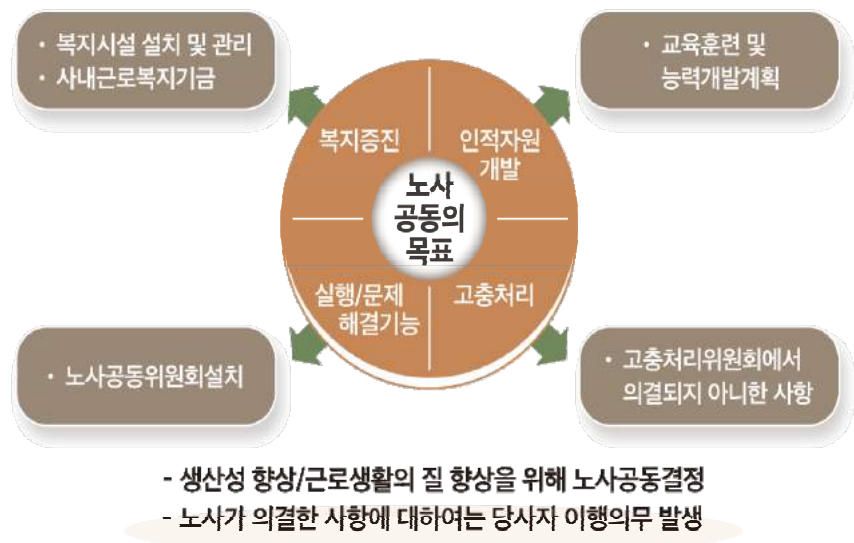 · 복지시설 설치 및 관리
· 사내근로복지기금
· 교육훈련 및
능력개발계획
복지증진
인적자원
개발
노사
공동의
목표
실행/문제
해결기능
고충처리
· 노사공동위원회설치
· 고충처리위원회에서
의결되지 아니한 사항
- 생산성 향상/근로생활의 질 향상을 위해 노사공동결정
- 노사가 의결한 사항에 대하여는 당사자 이행의무 발생